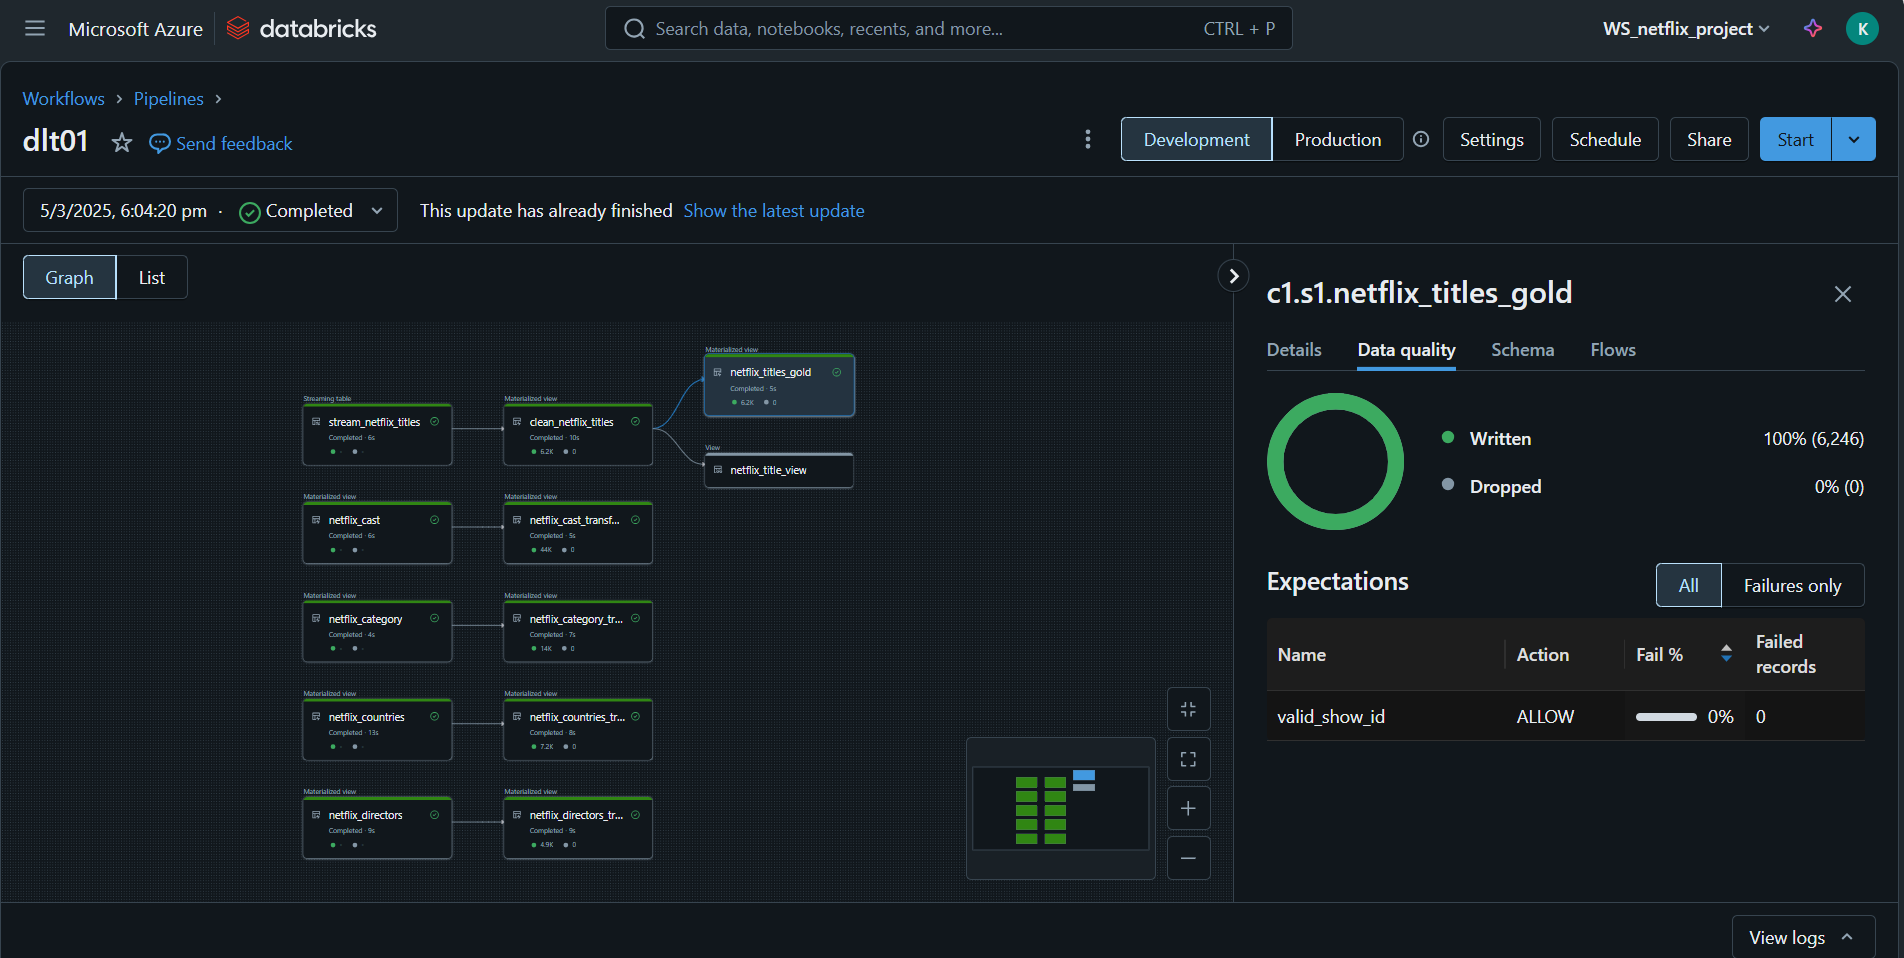 Microsoft Azure databricks Search data, notebooks, recents, and more... CTRL + P WS_netflix_project K
Workflows > Pipelines >
dlt01 Send feedback Development Production Settings Schedule Share Start
5/3/2025, 6:04:20 pm · Completed This update has already finished Show the latest update
Graph List
Materialized view
netflix_titles_gold
Completed · 5s
6.2K 0
Streaming table
stream_netflix_titles
Completed · 6s
- -
Materialized view
clean_netflix_titles
Completed · 10s
6.2K 0
View
netflix_title_view
Materialized view
netflix_cast
Completed · 6s
- -
Materialized view
netflix_cast_transf...
Completed · 5s
44K 0
Materialized view
netflix_category
Completed · 4s
- -
Materialized view
netflix_category_tr...
Completed · 7s
14K 0
Materialized view
netflix_countries
Completed · 13s
- -
Materialized view
netflix_countries_tr...
Completed · 8s
7.2K 0
Materialized view
netflix_directors
Completed · 9s
- -
Materialized view
netflix_directors_tr...
Completed · 9s
4.9K 0
c1.s1.netflix_titles_gold
Details Data quality Schema Flows
Written 100% (6,246)
Dropped 0% (0)
Expectations All Failures only
Name Action Fail % Failed records
valid_show_id ALLOW 0% 0
View logs